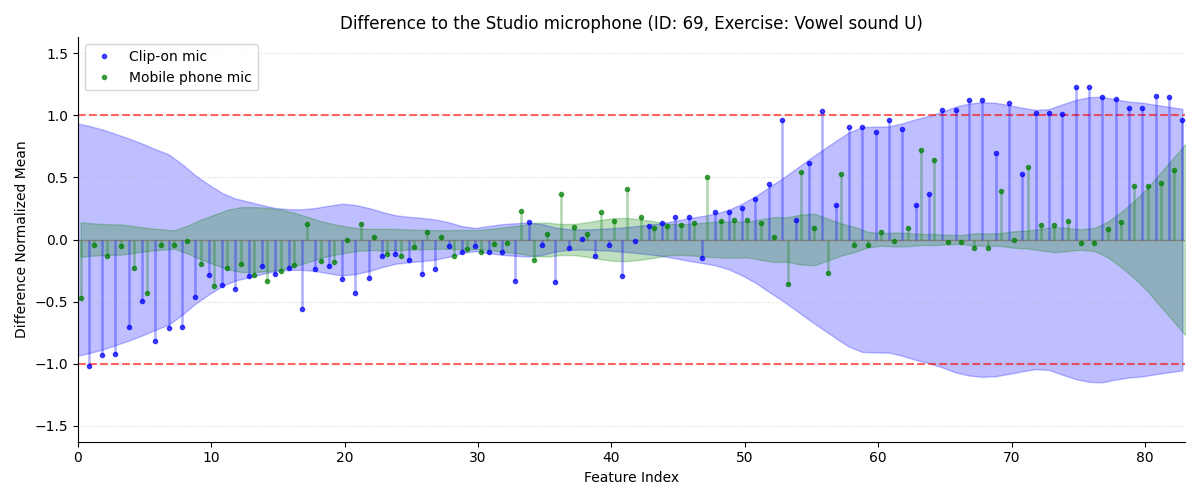 Difference to the Studio microphone (ID: 69, Exercise: Vowel sound U)
Clip-on mic
Mobile phone mic
Difference Normalized Mean
1.5
1.0
0.5
0.0
−0.5
−1.0
−1.5
0 10 20 30 40 50 60 70 80
Feature Index